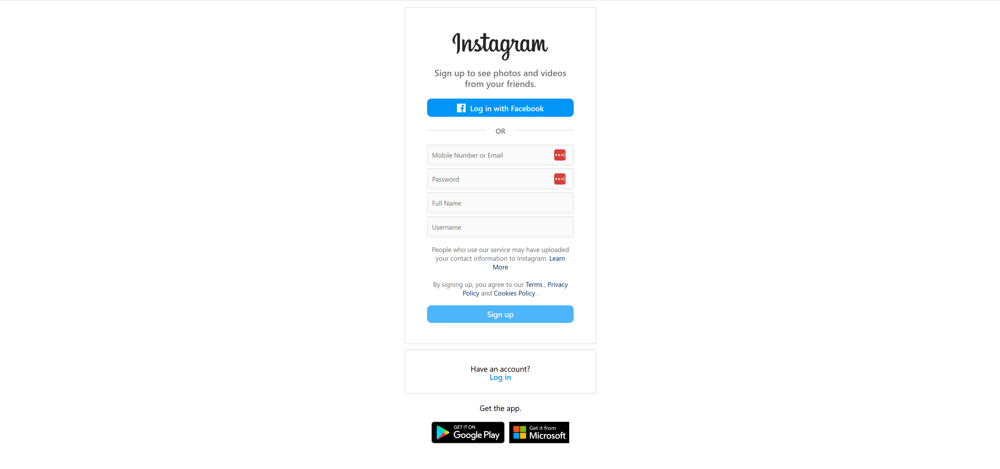 Instagram
Sign up to see photos and videos
from your friends.
Log in with Facebook
OR
Mobile Number or Email
Password
Full Name
Username
People who use our service may have uploaded
your contact information to Instagram. Learn
More
By signing up, you agree to our Terms , Privacy
Policy and Cookies Policy .
Sign up
Have an account?
Log in
Get the app.
GET IT ON
Google Play
Get it from
Microsoft